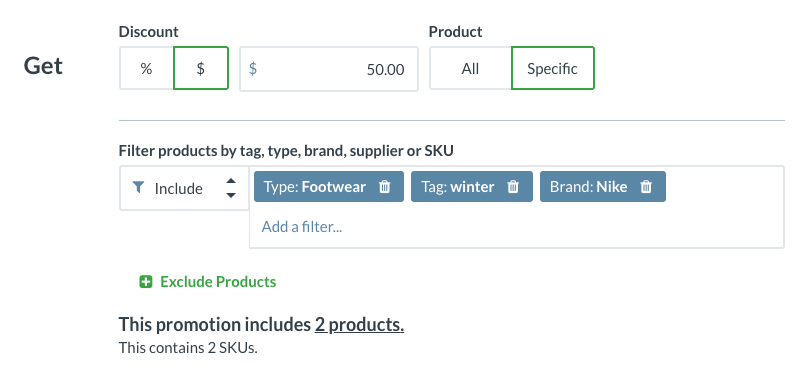 Discount
Product
Get
%
$
$
50.00
All
Specific
Filter products by tag, type, brand, supplier or SKU
Include
Type: Footwear
Tag: winter
Brand: Nike
Add a filter...
Exclude Products
This promotion includes 2 products.
This contains 2 SKUs.